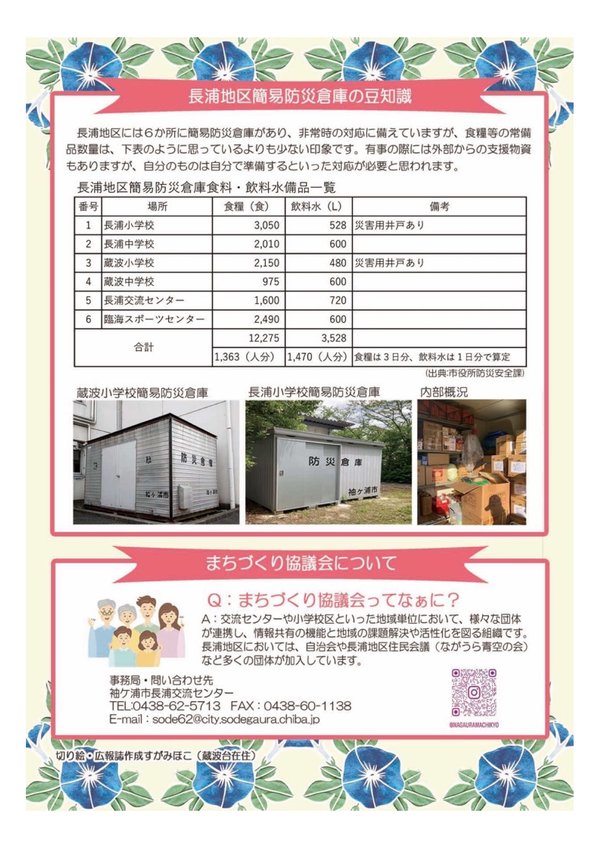 長浦地区簡易防災倉庫の豆知識
長浦地区には６か所に簡易防災倉庫があり、非常時の対応に備えていますが、食糧等の常備
品数量は、下表のように思っているよりも少ない印象です。有事の際には外部からの支援物資
もありますが、自分のものは自分で準備するといった対応が必要と思われます。
長浦地区簡易防災倉庫食料・飲料水備品一覧
番号 場所 食糧（食） 飲料水（L） 備考
1 長浦小学校 3,050 528 災害用井戸あり
2 長浦中学校 2,010 600
3 蔵波小学校 2,150 480 災害用井戸あり
4 蔵波中学校 975 600
5 長浦交流センター 1,600 720
6 臨海スポーツセンター 2,490 600
合計 12,275 3,528
1,363（人分） 1,470（人分） 食糧は３日分、飲料水は１日分で算定
(出典:市役所防災安全課)
蔵波小学校簡易防災倉庫 長浦小学校簡易防災倉庫 内部概況
防災倉庫
袖ヶ浦市
防災倉庫
袖ケ浦市
まちづくり協議会について
Q：まちづくり協議会ってなぁに？
A：交流センターや小学校区といった地域単位において、様々な団体
が連携し、情報共有の機能と地域の課題解決や活性化を図る組織です。
長浦地区においては、自治会や長浦地区住民会議（ながうら青空の会）
など多くの団体が加入しています。
事務局・問い合わせ先
袖ケ浦市長浦交流センター
TEL:0438-62-5713 FAX：0438-60-1138
E-mail：sode62@city.sodegaura.chiba.jp
@NAGAURAMACHIKYO
切り絵・広報誌作成すがみほこ（蔵波台在住）